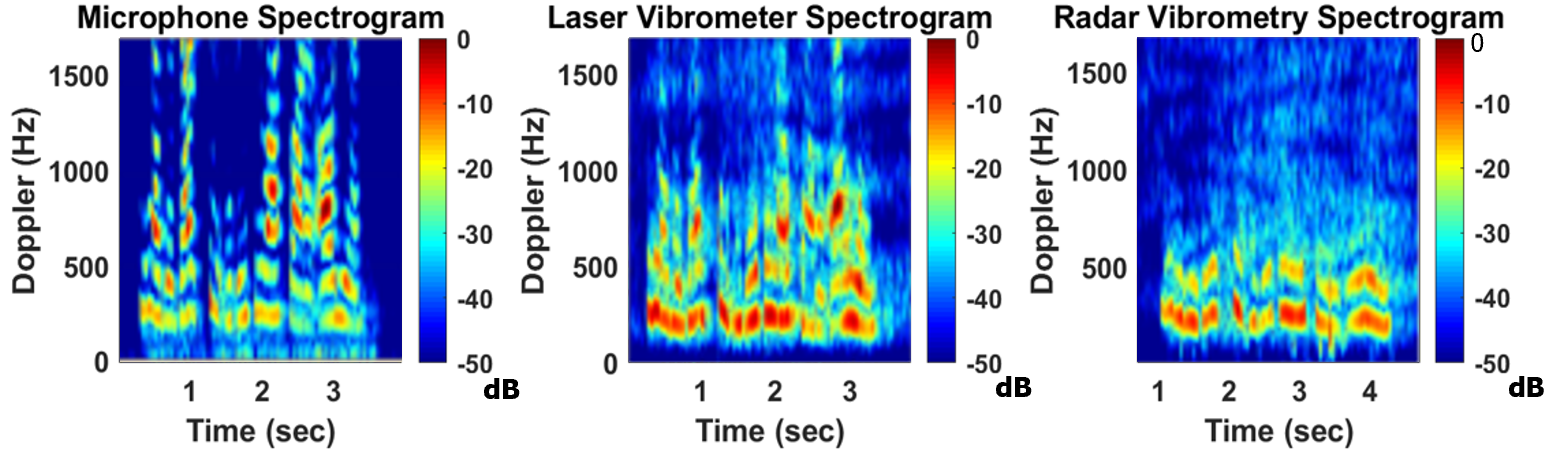 Microphone Spectrogram
Doppler (Hz)
1500
1000
500
0
1 2 3
Time (sec)
0
-10
-20
-30
-40
-50
dB
Laser Vibrometer Spectrogram
Doppler (Hz)
1500
1000
500
0
1 2 3
Time (sec)
0
-10
-20
-30
-40
-50
dB
Radar Vibrometry Spectrogram
Doppler (Hz)
1500
1000
500
1 2 3 4
Time (sec)
0
-10
-20
-30
-40
-50
dB